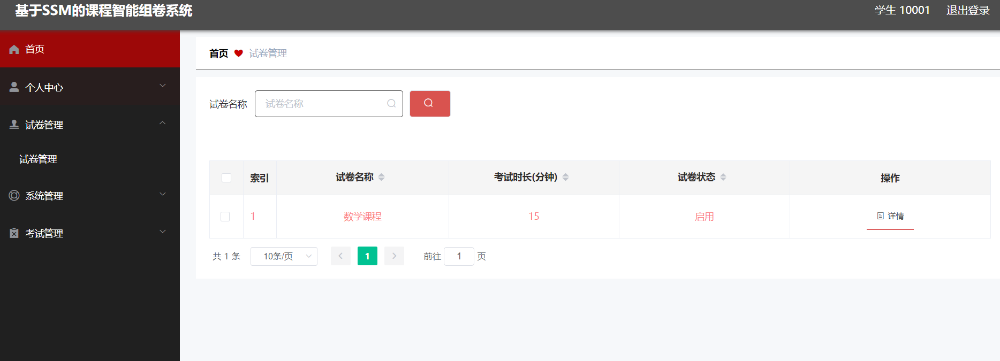 基于SSM的课程智能组卷系统
学生 10001 退出登录
首页
个人中心
试卷管理
试卷管理
系统管理
考试管理
首页 试卷管理
试卷名称 试卷名称
索引 试卷名称 考试时长(分钟) 试卷状态 操作
1 数学课程 15 启用 详情
共 1 条 10条/页 1 前往 1 页